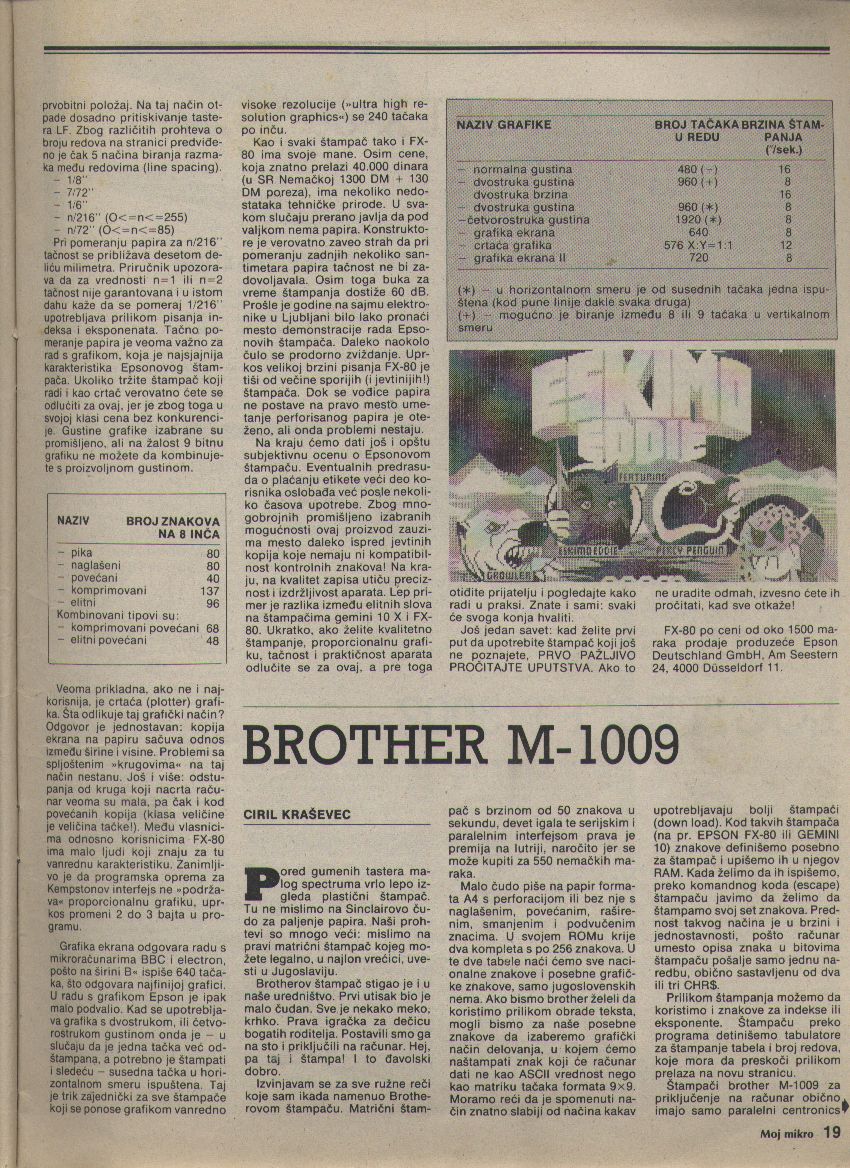 prvobitni položaj. Na taj način ot-
pade dosadno pritiskivanje taste-
ra LF. Zbog različitih prohteva o
broju redova na stranici predviđe-
no je čak 5 načina biranja razma-
ka među redovima (line spacing).
– 1/8''
– 7/72''
– 1/6''
– n/216'' (O<=n<=255)
– n/72'' (O<=n<=85)
Pri pomeranju papira za n/216''
tačnost se približava desetom de-
liću milimetra. Priručnik upozora-
va da za vrednosti n=1 ili n=2
tačnost nije garantovana i u istom
dahu kaže da se pomeraj 1/216''
upotrebljava prilikom pisanja in-
deksa i eksponenata. Tačno po-
meranje papira je veoma važno za
rad s grafikom, koja je najsjajnija
karakteristika Epsonovog štam-
pača. Ukoliko tržite štampač koji
radi i kao crtač verovatno ćete se
odlučiti za ovaj, jer je zbog toga u
svojoj klasi cena bez konkurenci-
je. Gustine grafike izabrane su
promišljeno, ali na žalost 9 bitnu
grafiku ne možete da kombinuje-
te s proizvoljnom gustinom.
NAZIV BROJ ZNAKOVA
NA 8 INČA
– pika 80
– naglašeni 80
– povećani 40
– komprimovani 137
– elitni 96
Kombinovani tipovi su:
– komprimovani povećani 68
– elitni povećani 48
Veoma prikladna, ako ne i naj-
korisnija, je crtaća (plotter) grafi-
ka. Šta odlikuje taj grafički način?
Odgovor je jednostavan: kopija
ekrana na papiru sačuva odnos
između širine i visine. Problemi sa
spljoštenim »krugovima« na taj
način nestanu. Još i više: odstu-
panja od kruga koji nacrta raču-
nar veoma su mala, pa čak i kod
povećanih kopija (klasa veličine
je veličina tačke!). Među vlasnici-
ma odnosno korisnicima FX-80
ima malo ljudi koji znaju za tu
vanrednu karakteristiku. Zanimlji-
vo je da programska oprema za
Kempstonov interfejs ne »podrža-
va« proporcionalnu grafiku, upr-
kos promeni 2 do 3 bajta u pro-
gramu.
Grafika ekrana odgovara radu s
mikroračunarima BBC i electron,
pošto na širini B« ispiše 640 tača-
ka, što odgovara najfinijoj grafici.
U radu s grafikom Epson je ipak
malo podvalio. Kad se upotreblja-
va grafika s dvostrukom, ili četvo-
rostrukom gustinom onda je – u
slučaju da je jedna tačka već od-
štampana, a potrebno je štampati
i sledeću – susedna tačka u hori-
zontalnom smeru ispuštena. Taj
je trik zajednički za sve štampače
koji se ponose grafikom vanredno
visoke rezolucije (»ultra high re-
solution graphics«) se 240 tačaka
po inču.
Kao i svaki štampač tako i FX-
80 ima svoje mane. Osim cene,
koja znatno prelazi 40.000 dinara
(u SR Nemačkoj 1300 DM + 130
DM poreza), ima nekoliko nedo-
stataka tehničke prirode. U sva-
kom slučaju prerano javlja da pod
valjkom nema papira. Konstrukto-
re je verovatno zaveo strah da pri
pomeranju zadnjih nekoliko san-
timetara papira tačnost ne bi za-
dovoljavala. Osim toga buka za
vreme štampanja dostiže 60 dB.
Prošle je godine na sajmu elektro-
nike u Ljubljani bilo lako pronaći
mesto demonstracije rada Epso-
novih štampača. Daleko naokolo
čulo se prodorno zviždanje. Upr-
kos velikoj brzini pisanja FX-80 je
tiši od većine sporijih (i jevtinijih!)
štampača. Dok se vođice papira
ne postave na pravo mesto ume-
tanje perforisanog papira je ote-
ženo, ali onda problemi nestaju.
Na kraju ćemo dati još i opštu
subjektivnu ocenu o Epsonovom
štampaču. Eventualnih predrasu-
da o plaćanju etikete veći deo ko-
risnika oslobađa već posle nekoli-
ko časova upotrebe. Zbog mno-
gobrojnih promišljeno izabranih
mogućnosti ovaj proizvod zauzi-
ma mesto daleko ispred jevtinih
kopija koje nemaju ni kompatibil-
nost kontrolnih znakova! Na kra-
ju, na kvalitet zapisa utiču preciz-
nost i izdržljivost aparata. Lep pri-
mer je razlika između elitnih slova
na štampačima gemini 10 X i FX-
80. Ukratko, ako želite kvalitetno
štampanje, proporcionalnu grafi-
ku, tačnost i praktičnost aparata
odlučite se za ovaj, a pre toga
NAZIV GRAFIKE BROJ TAČAKA BRZINA ŠTAM-
U REDU PANJA
(''/sek.)
– normalna gustina 480 (÷) 16
– dvostruka gustina 960 (+) 8
– dvostruka brzina 16
– dvostruka gustina 960 (∗) 8
– četvorostruka gustina 1920 (∗) 8
– grafika ekrana 640 8
– crtaća grafika 576 X:Y=1:1 12
– grafika ekrana II 720 8
(∗) – u horizontalnom smeru je od susednih tačaka jedna ispu-
štena (kod pune linije dakle svaka druga)
(+) – mogućno je biranje između 8 ili 9 tačaka u vertikalnom
smeru
ESKIMO
EDDIE
FEATURING
ESKIMO EDDIE
PERCY PENGUIN
GROWLER
otiđite prijatelju i pogledajte kako
radi u praksi. Znate i sami: svaki
će svoga konja hvaliti.
Još jedan savet: kad želite prvi
put da upotrebite štampač koji još
ne poznajete, PRVO PAŽLJIVO
PROČITAJTE UPUTSTVA. Ako to
ne uradite odmah, izvesno ćete ih
pročitati, kad sve otkaže!
FX-80 po ceni od oko 1500 ma-
raka prodaje produzeće Epson
Deutschland GmbH, Am Seestern
24, 4000 Düsseldorf 11.
BROTHER M-1009
CIRIL KRAŠEVEC
Pored gumenih tastera ma-
log spectruma vrlo lepo iz-
gleda plastični štampač.
Tu ne mislimo na Sinclairovo ču-
do za paljenje papira. Naši proh-
tevi so mnogo veći: mislimo na
pravi matrični štampač kojeg mo-
žete legalno, u najlon vrećici, uve-
sti u Jugoslaviju.
Brotherov štampač stigao je i u
naše uredništvo. Prvi utisak bio je
malo čudan. Sve je nekako meko,
krhko. Prava igračka za dečicu
bogatih roditelja. Postavili smo ga
na sto i priključili na računar. Hej,
pa taj i štampa! I to đavolski
dobro.
Izvinjavam se za sve ružne reči
koje sam ikada namenuo Brothe-
rovom štampaču. Matrični štam-
pač s brzinom od 50 znakova u
sekundu, devet igala te serijskim i
paralelnim interfejsom prava je
premija na lutriji, naročito jer se
može kupiti za 550 nemačkih ma-
raka.
Malo čudo piše na papir forma-
ta A4 s perforacijom ili bez nje s
naglašenim, povećanim, rašire-
nim, smanjenim i podvučenim
znacima. U svojem ROMu krije
dva kompleta s po 256 znakova. U
te dve tabele naći ćemo sve naci-
onalne znakove i posebne grafič-
ke znakove, samo jugoslovenskih
nema. Ako bismo brother želeli da
koristimo prilikom obrade teksta,
mogli bismo za naše posebne
znakove da izaberemo grafički
način delovanja, u kojem ćemo
naštampati znak koji će računar
dati ne kao ASCII vrednost nego
kao matriku tačaka formata 9×9.
Moramo reći da je spomenuti na-
čin znatno slabiji od načina kakav
upotrebljavaju bolji štampači
(down load). Kod takvih štampača
(na pr. EPSON FX-80 ili GEMINI
10) znakove definišemo posebno
za štampač i upišemo ih u njegov
RAM. Kada želimo da ih ispišemo,
preko komandnog koda (escape)
štampaču javimo da želimo da
štampamo svoj set znakova. Pred-
nost takvog načina je u brzini i
jednostavnosti, pošto računar
umesto opisa znaka u bitovima
štampaču pošalje samo jednu na-
redbu, obično sastavljenu od dva
ili tri CHR$.
Prilikom štampanja možemo da
koristimo i znakove za indekse ili
eksponente. Štampaču preko
programa detinišemo tabulatore
za štampanje tabela i broj redova,
koje mora da preskoči prilikom
prelaza na novu stranicu.
Štampači brother M-1009 za
priključenje na računar obično
imajo samo paralelni centronics
Moj mikro 19